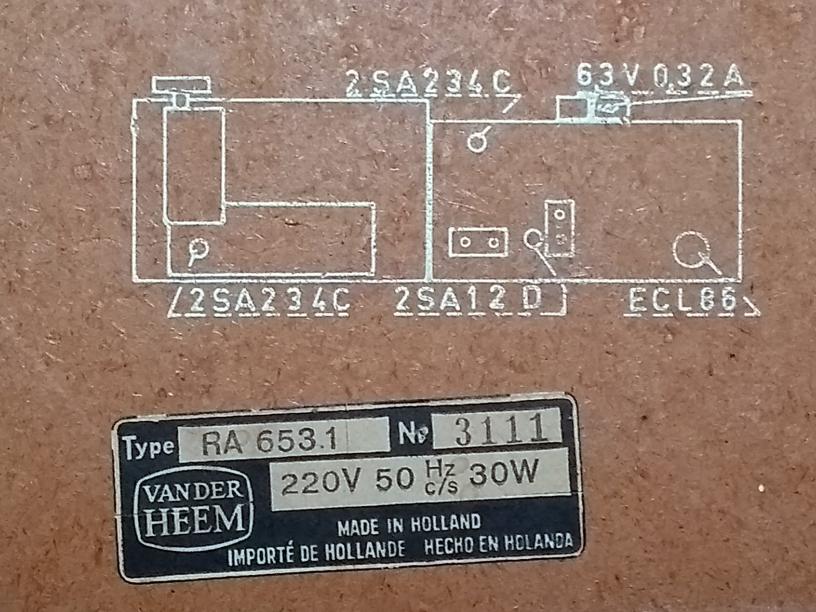 2SA234C 63V 0.32A
2SA234C 2SA12D ECL86
Type RA 653.1 No 3111
VAN DER
HEEM
220V 50 Hz c/s 30W
MADE IN HOLLAND
IMPORTÉ DE HOLLANDE HECHO EN HOLANDA